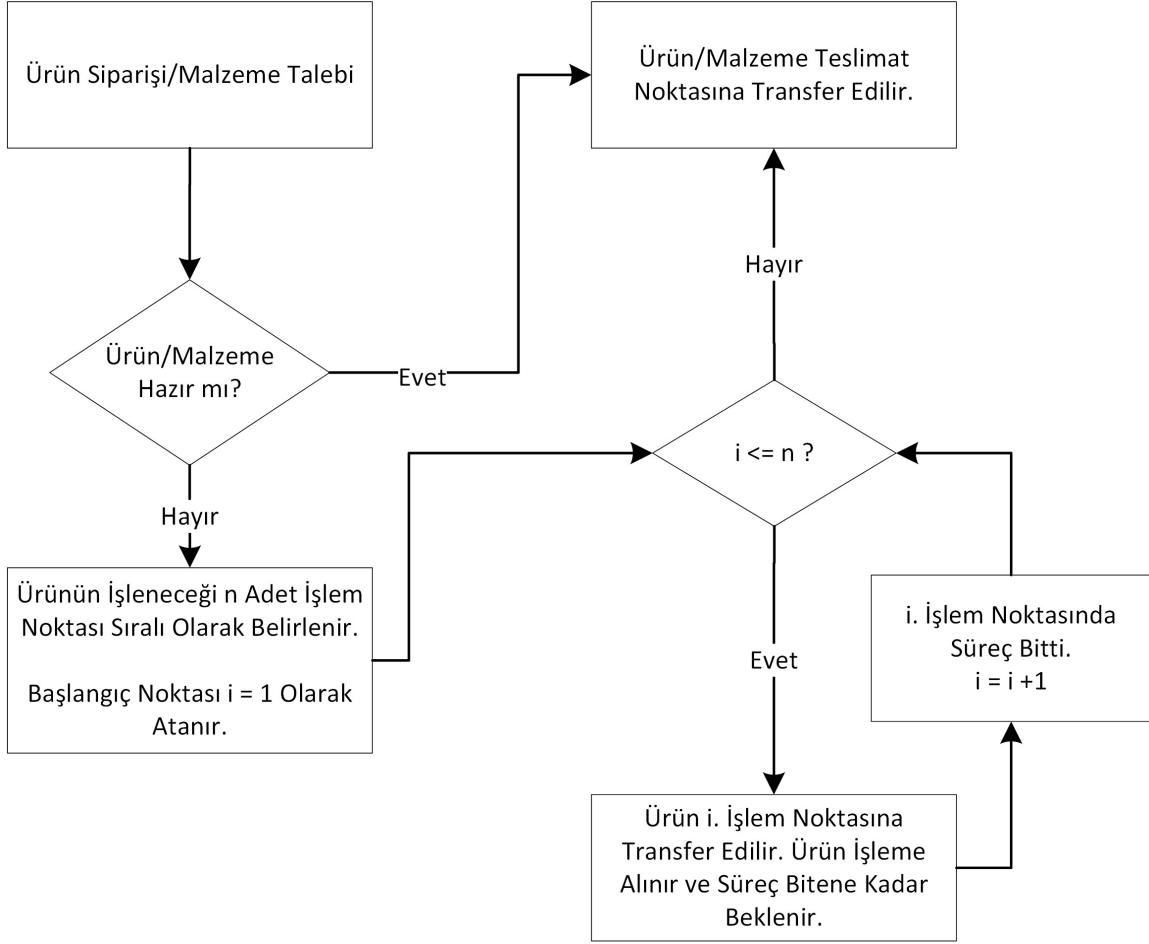 Ürün Siparişi/Malzeme Talebi
Ürün/Malzeme Teslimat
Noktasına Transfer Edilir.
Hayır
Ürün/Malzeme
Hazır mı?
Evet
i <= n ?
Hayır
Ürünün İşleneceği n Adet İşlem
Noktası Sıralı Olarak Belirlenir.
Başlangıç Noktası i = 1 Olarak
Atanır.
Evet
i. İşlem Noktasında
Süreç Bitti.
i = i +1
Ürün i. İşlem Noktasına
Transfer Edilir. Ürün İşleme
Alınır ve Süreç Bitene Kadar
Beklenir.